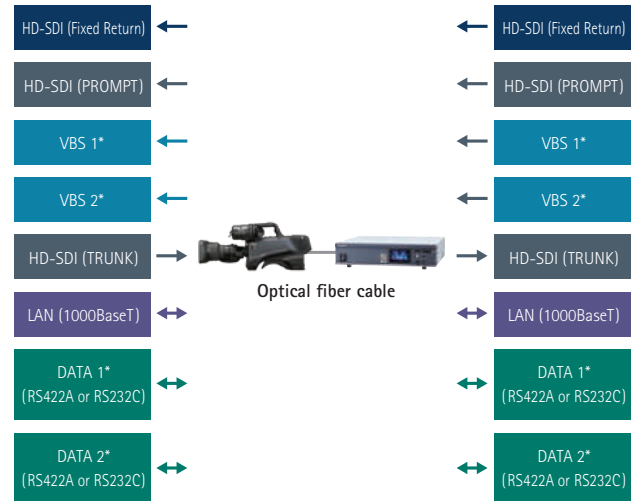 HD-SDI (Fixed Return)
HD-SDI (Fixed Return)
HD-SDI (PROMPT)
HD-SDI (PROMPT)
VBS 1*
VBS 1*
VBS 2*
VBS 2*
HD-SDI (TRUNK)
HD-SDI (TRUNK)
Optical fiber cable
LAN (1000BaseT)
LAN (1000BaseT)
DATA 1*
(RS422A or RS232C)
DATA 1*
(RS422A or RS232C)
DATA 2*
(RS422A or RS232C)
DATA 2*
(RS422A or RS232C)